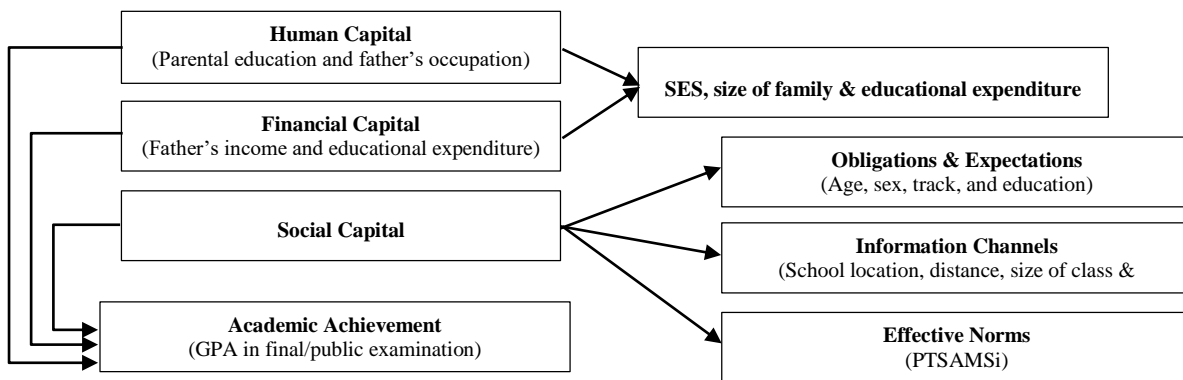 Human Capital
(Parental education and father's occupation)
SES, size of family & educational expenditure
Financial Capital
(Father's income and educational expenditure)
Obligations & Expectations
(Age, sex, track, and education)
Social Capital
Information Channels
(School location, distance, size of class &
Academic Achievement
(GPA in final/public examination)
Effective Norms
(PTSAMSi)